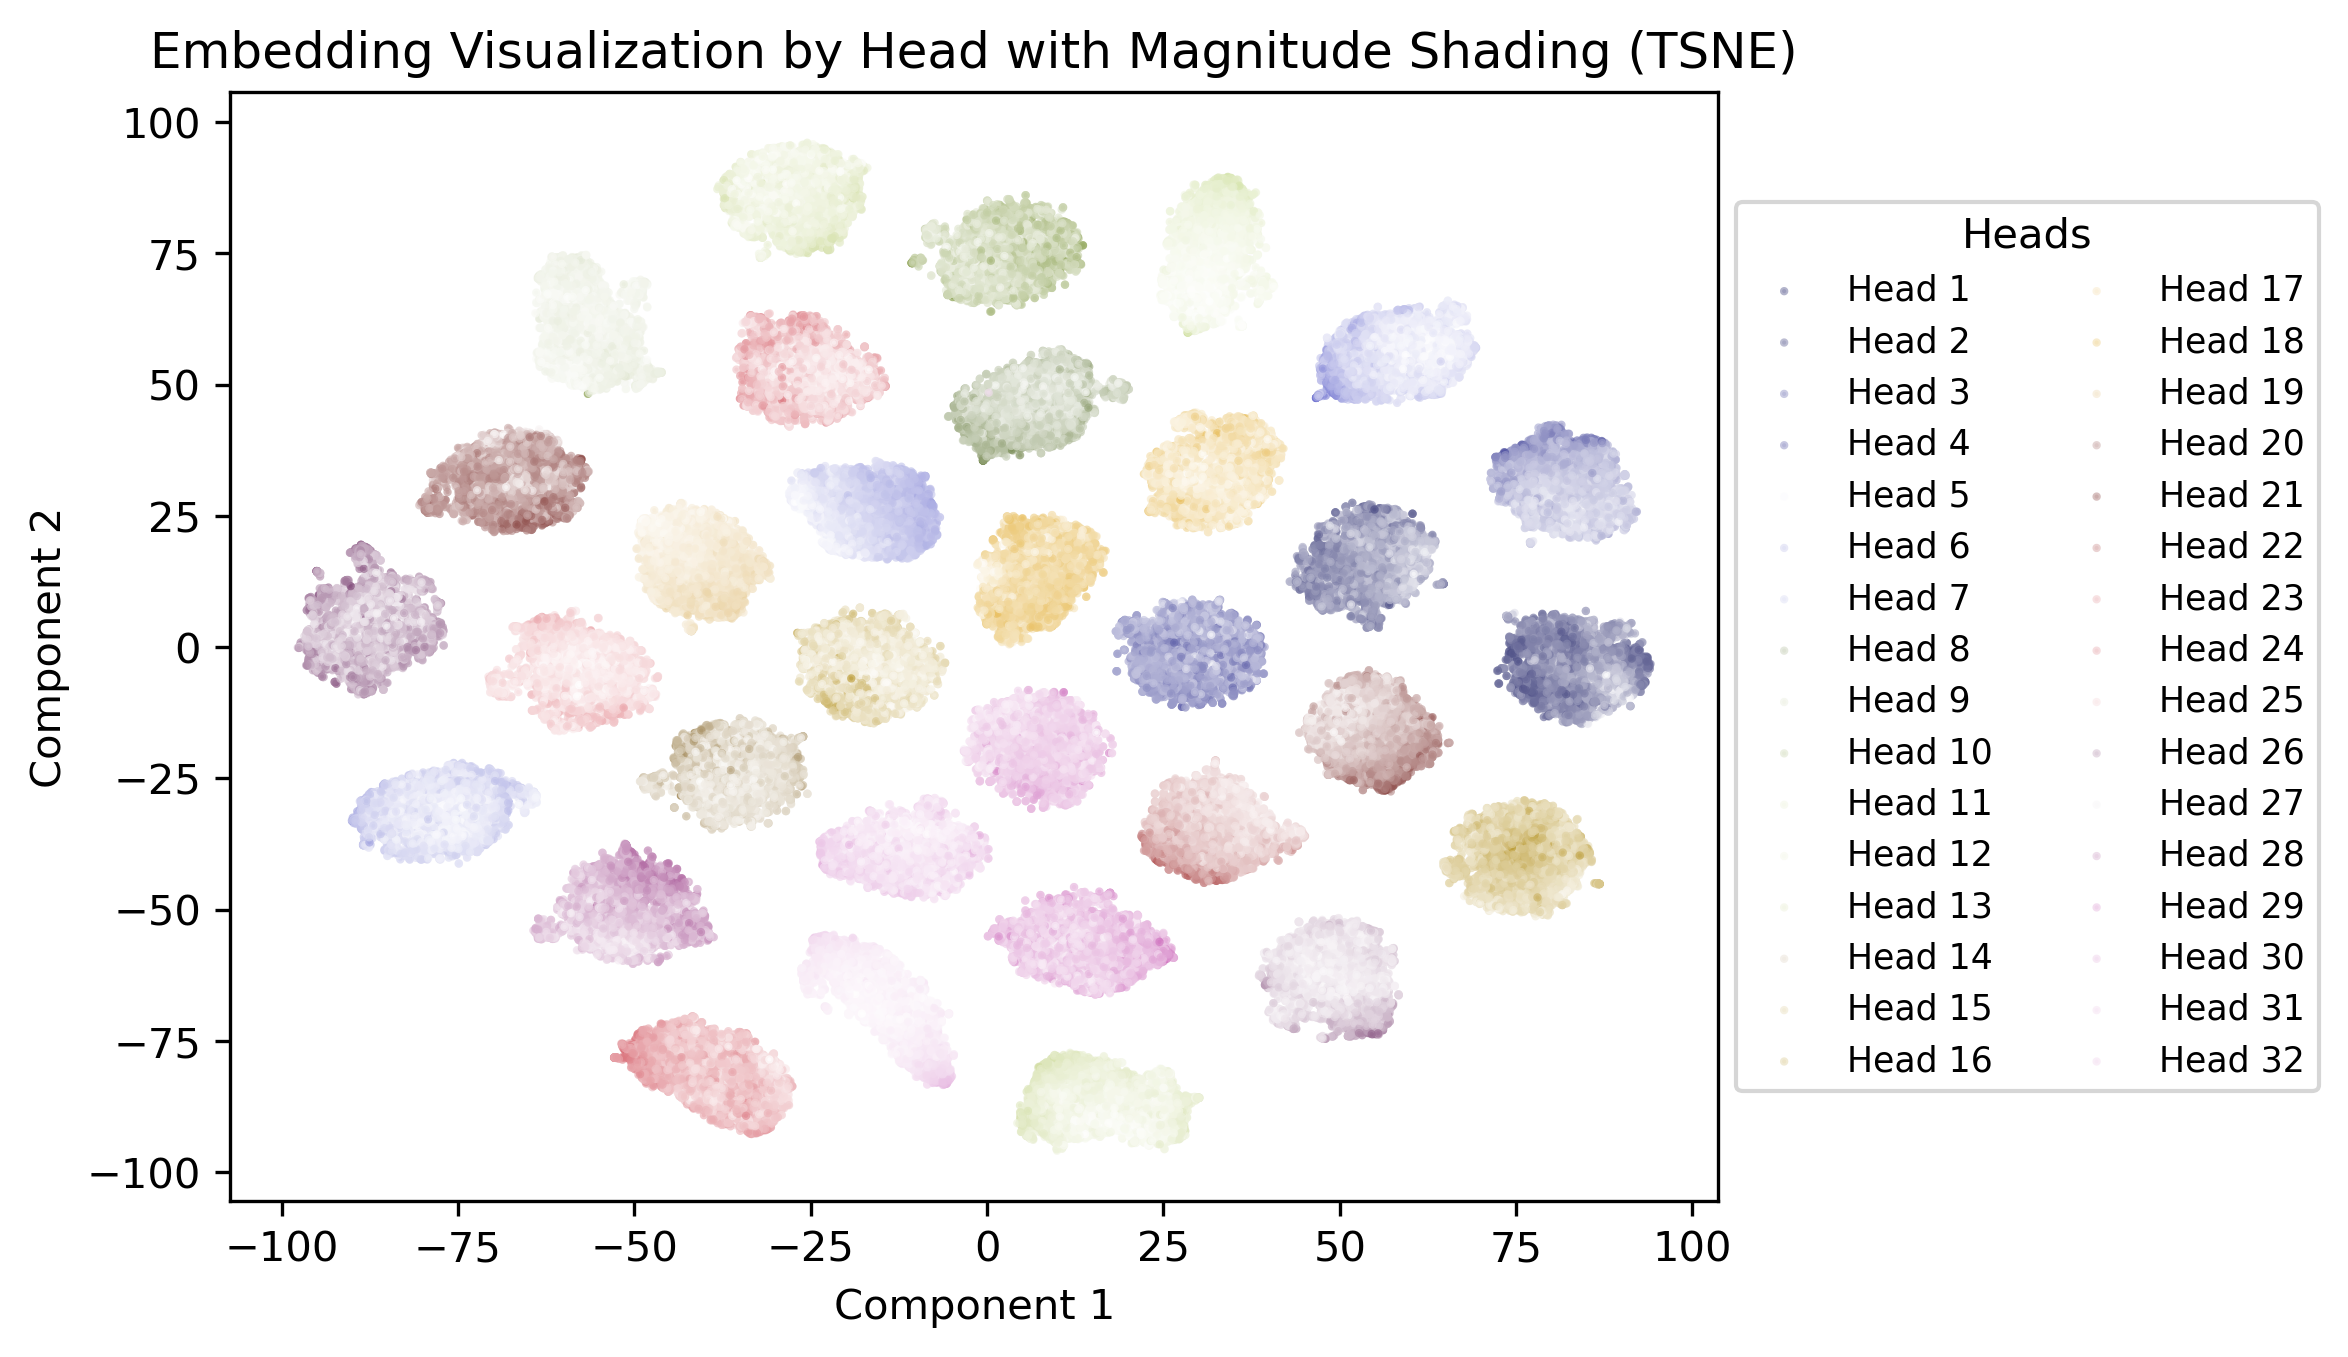 Embedding Visualization by Head with Magnitude Shading (TSNE)
100
75
50
25
0
−25
−50
−75
−100
Component 2
−100 −75 −50 −25 0 25 50 75 100
Component 1
Heads
Head 1
Head 2
Head 3
Head 4
Head 5
Head 6
Head 7
Head 8
Head 9
Head 10
Head 11
Head 12
Head 13
Head 14
Head 15
Head 16
Head 17
Head 18
Head 19
Head 20
Head 21
Head 22
Head 23
Head 24
Head 25
Head 26
Head 27
Head 28
Head 29
Head 30
Head 31
Head 32